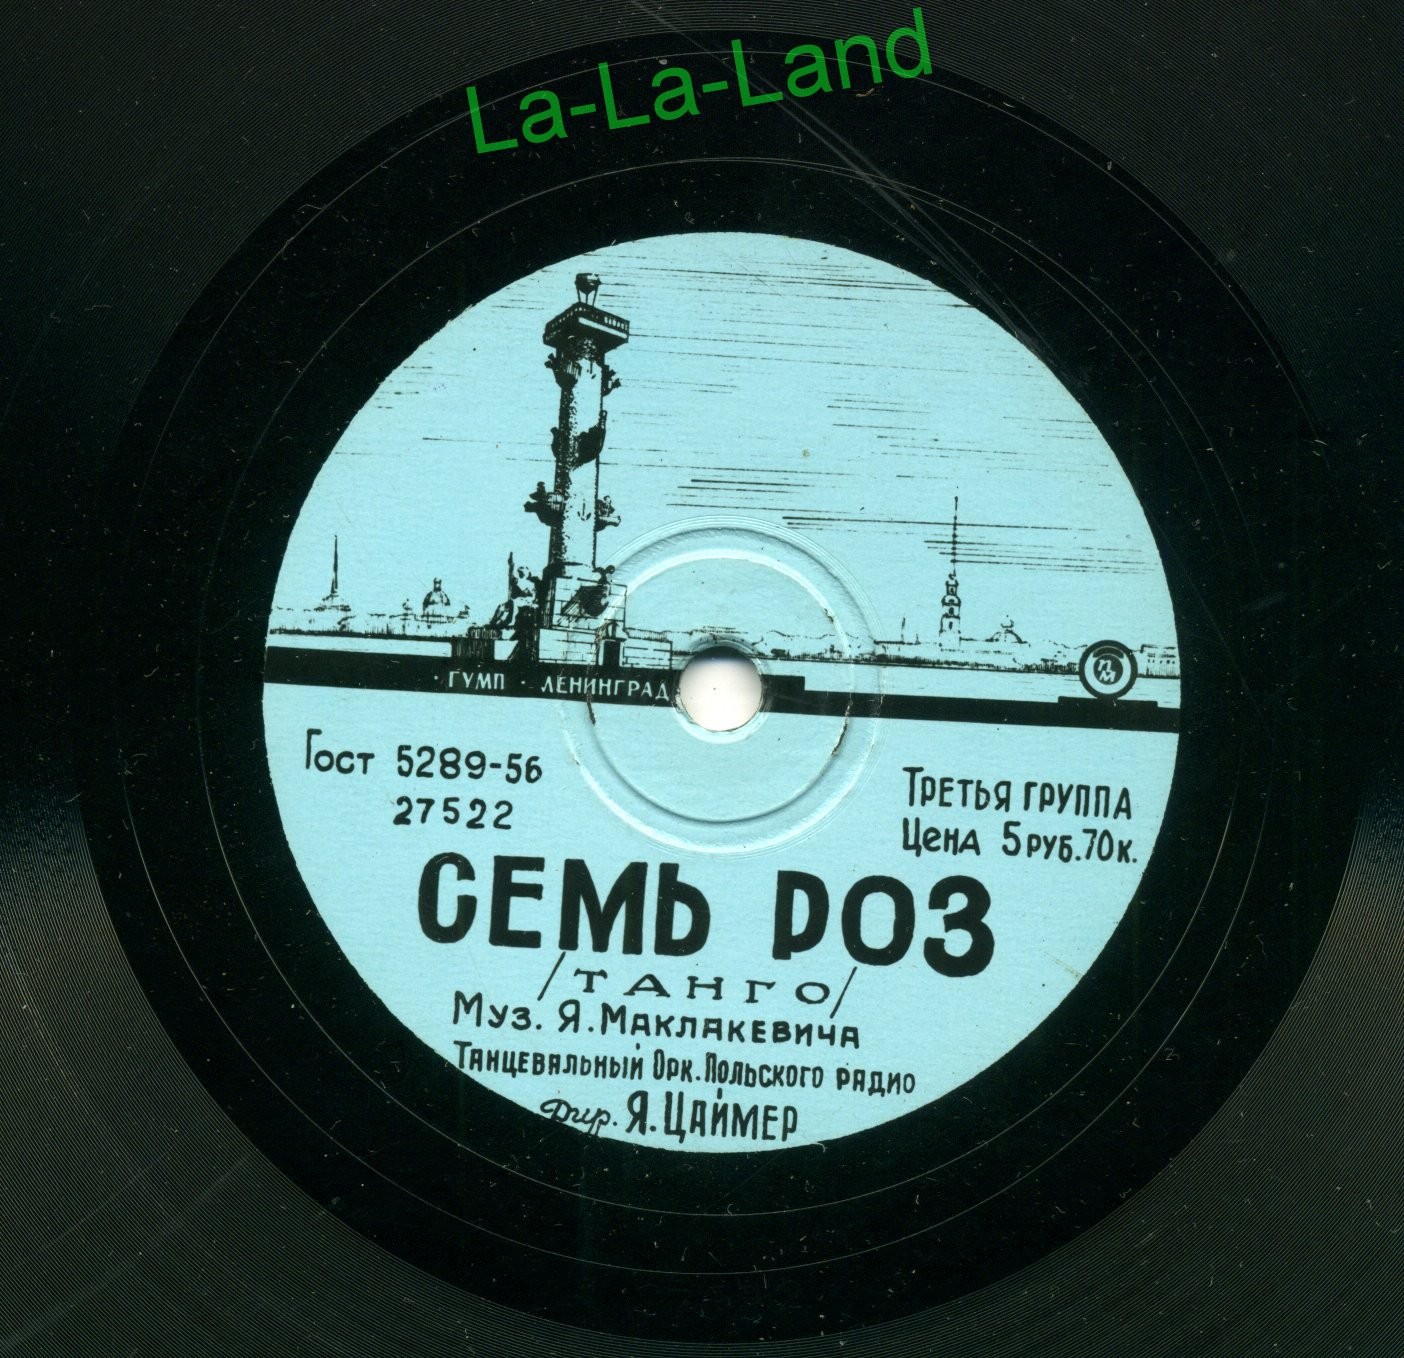 La-La-Land
· ГУМП · ЛЕНИНГРАД
ЛМ
Гост 5289-56
27522
Третья группа
Цена 5 руб. 70 к.
СЕМЬ РОЗ
/ТАНГО/
Муз. Я. Маклакевича
Танцевальный Орк. Польского радио
Дир. Я. Цаймер